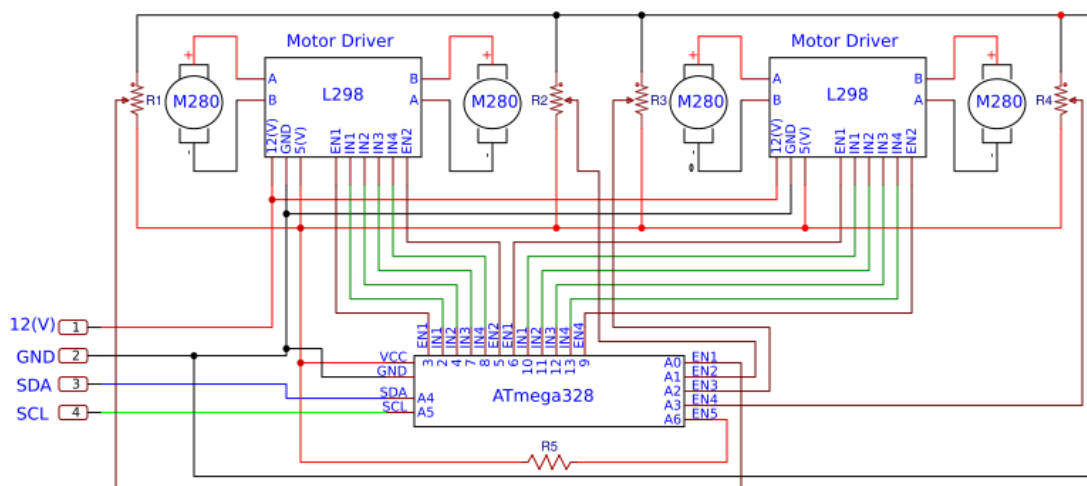 Motor Driver
Motor Driver
+ A B + + A B +
R1 M280 L298 M280 R2 R3 M280 L298 M280 R4
B A B A
- 12(V) GND 5(V) EN1 IN1 IN2 IN3 IN4 EN2 - - 12(V) GND 5(V) EN1 IN1 IN2 IN3 IN4 EN2 -
12(V) 1
GND 2
SDA 3
SCL 4
EN1 IN1 IN2 IN3 IN4 EN2 EN1 IN1 IN2 IN3 IN4 EN4
3 2 4 7 8 5 6 10 11 12 13 9
VCC
GND
SDA A4
SCL A5
ATmega328
A0 EN1
A1 EN2
A2 EN3
A3 EN4
A6 EN5
R5